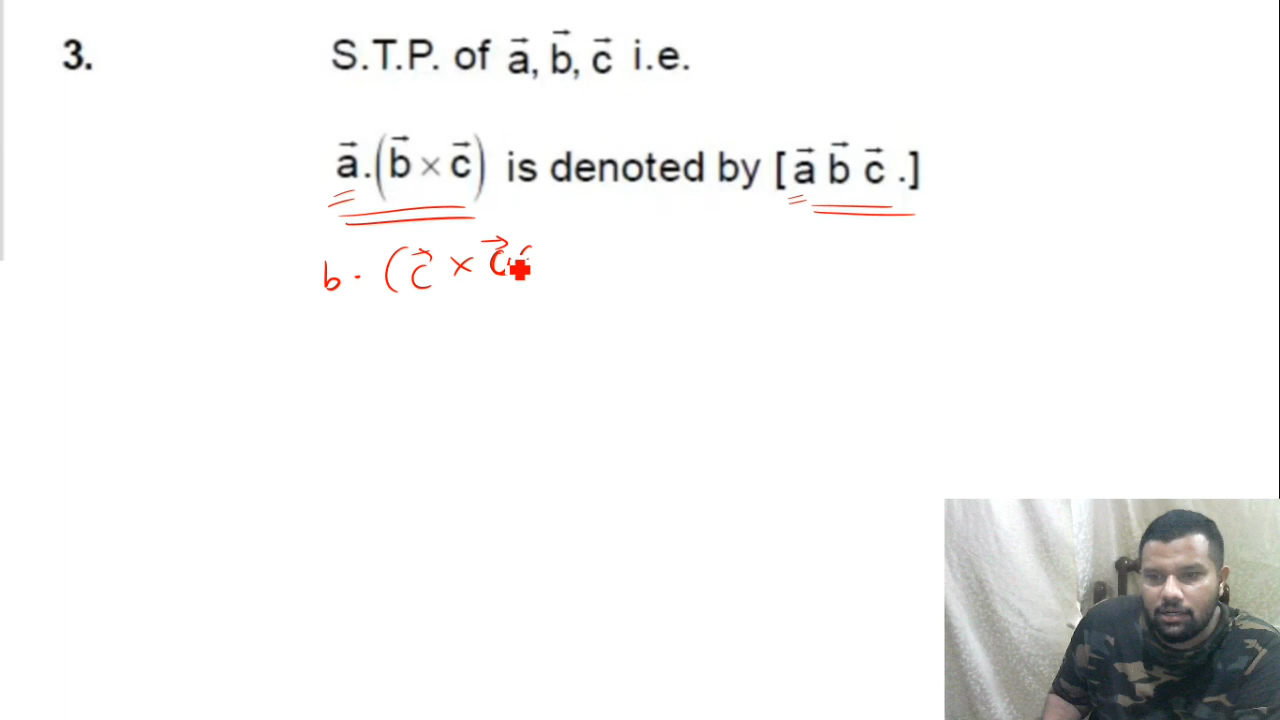 3. S.T.P. of a⃗, b⃗, c⃗ i.e.
a⃗.(b⃗ × c⃗) is denoted by [a⃗ b⃗ c⃗ .]
b · (c⃗ ×